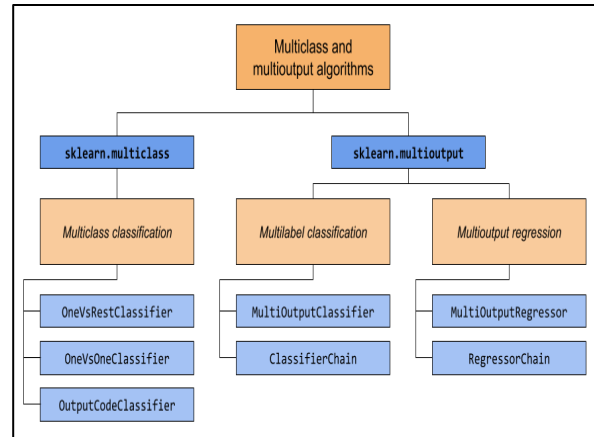 Multiclass and
multioutput algorithms
sklearn.multiclass
sklearn.multioutput
Multiclass classification
Multilabel classification
Multioutput regression
OneVsRestClassifier
MultiOutputClassifier
MultiOutputRegressor
OneVsOneClassifier
ClassifierChain
RegressorChain
OutputCodeClassifier